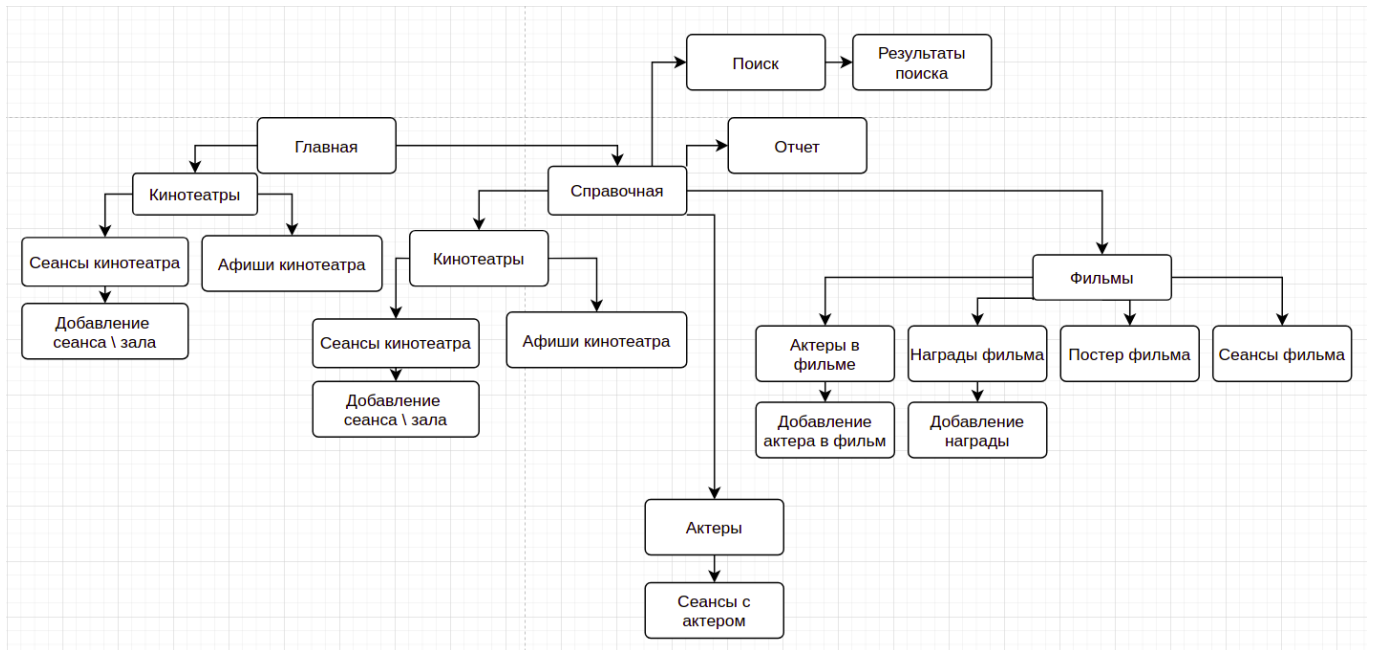 Поиск
Результаты
поиска
Главная
Отчет
Кинотеатры
Справочная
Сеансы кинотеатра
Афиши кинотеатра
Кинотеатры
Фильмы
Добавление
сеанса \ зала
Сеансы кинотеатра
Афиши кинотеатра
Актеры в
фильме
Награды фильма
Постер фильма
Сеансы фильма
Добавление
сеанса \ зала
Добавление
актера в фильм
Добавление
награды
Актеры
Сеансы с
актером